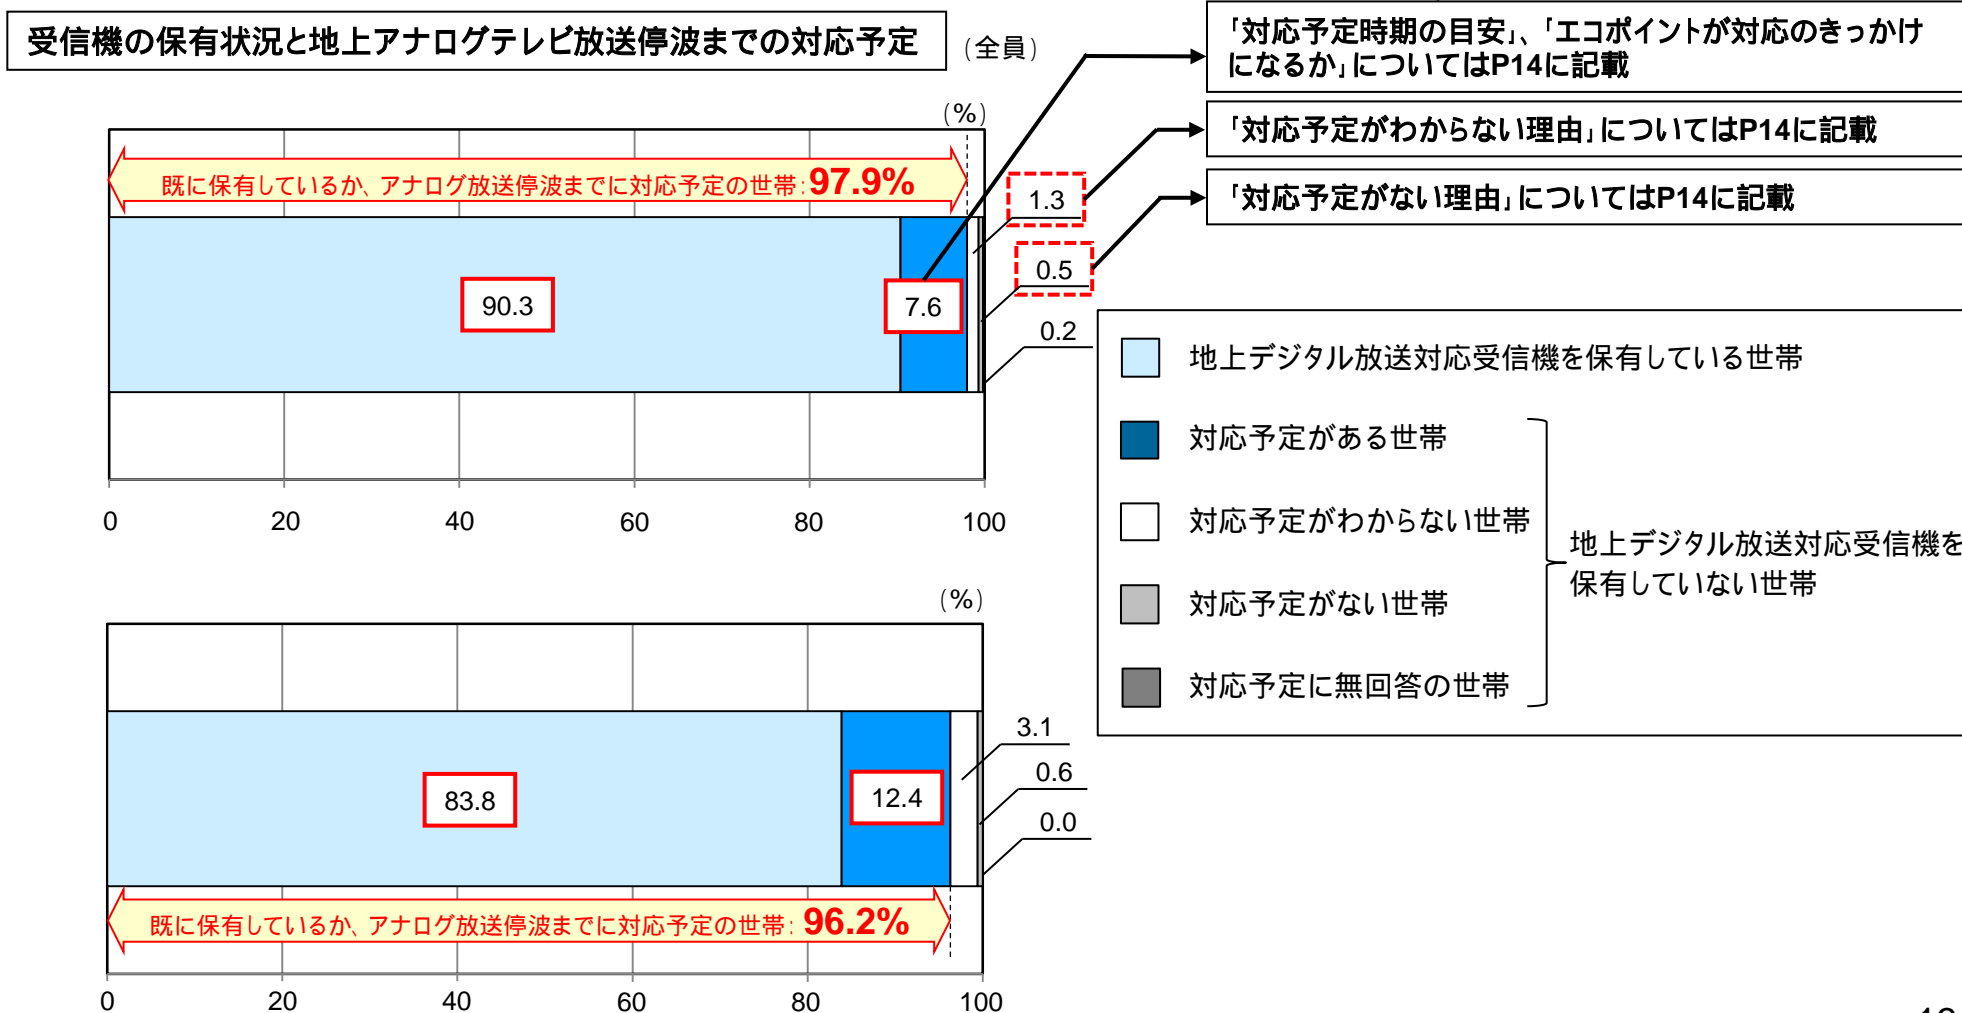 受信機の保有状況と地上アナログテレビ放送停波までの対応予定
(全員)
「対応予定時期の目安」、「エコポイントが対応のきっかけ
になるか」についてはP14に記載
「対応予定がわからない理由」についてはP14に記載
「対応予定がない理由」についてはP14に記載
(%)
既に保有しているか、アナログ放送停波までに対応予定の世帯:97.9%
90.3
7.6
1.3
0.5
0.2
0 20 40 60 80 100
地上デジタル放送対応受信機を保有している世帯
対応予定がある世帯
対応予定がわからない世帯
対応予定がない世帯
対応予定に無回答の世帯
地上デジタル放送対応受信機を
保有していない世帯
(%)
83.8
12.4
3.1
0.6
0.0
既に保有しているか、アナログ放送停波までに対応予定の世帯:96.2%
0 20 40 60 80 100